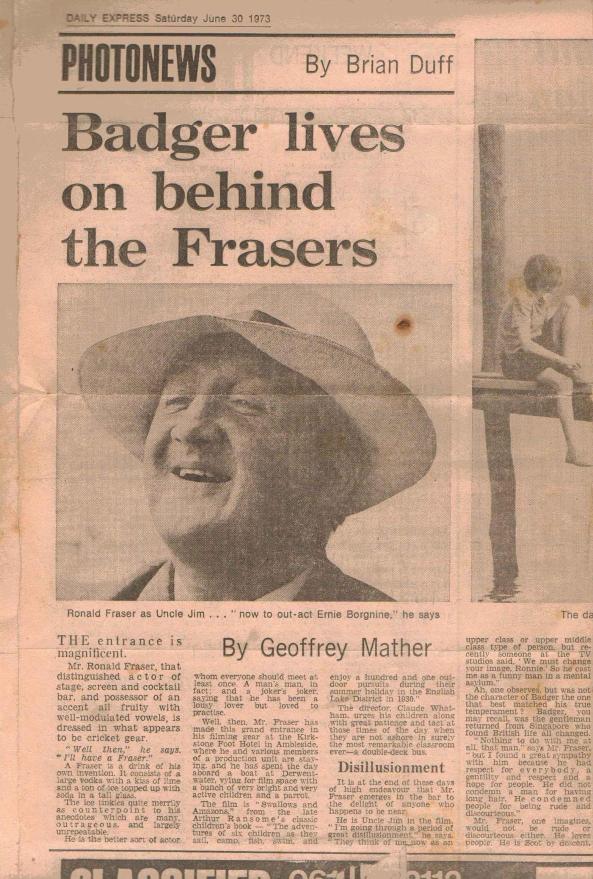 DAILY EXPRESS Saturday June 30 1973
PHOTONEWS By Brian Duff
Badger lives
on behind
the Frasers
Ronald Fraser as Uncle Jim . . . " now to out-act Ernie Borgnine," he says
The da
By Geoffrey Mather
THE entrance is
magnificent.
Mr. Ronald Fraser, that
distinguished actor of
stage, screen and cocktail
bar, and possessor of an
accent all fruity with
well-modulated vowels, is
dressed in what appears
to be cricket gear.
" Well then," he says.
" I'll have a Fraser."
A Fraser is a drink of his
own invention. It consists of a
large vodka with a kiss of lime
and a ton of ice topped up with
soda in a tall glass.
The ice tinkles quite merrily
as counterpoint to his
anecdotes which are many,
outrageous, and largely
unrepeatable.
He is the better sort of actor
whom everyone should meet at
least once. A man's man, in
fact; and a joker's joker,
saying that he has been a
lousy lover but loved to
practise.
Well, then, Mr. Fraser has
made this grand entrance in
his filming gear at the Kirk-
stone Foot Hotel in Ambleside,
where he and various members
of a production unit are stay-
ing, and he has spent the day
aboard a boat at Derwent-
water, vying for film space with
a bunch of very bright and very
active children and a parrot.
The film is " Swallows and
Amazons," from the late
Arthur Ransome's classic
children's book — " The adven-
tures of six children as they
sail, camp, fish, swim, and
enjoy a hundred and one out-
door pursuits during their
summer holiday in the English
Lake District in 1930."
The director, Claude What-
ham, urges his children along
with great patience and tact at
those times of the day when
they are not ashore in surely
the most remarkable classroom
ever—a double-deck bus.
Disillusionment
It is at the end of these days
of high endeavour that Mr.
Fraser emerges in the bar to
the delight of anyone who
happens to be near.
He is Uncle Jim in the film.
" I'm going through a period of
great disillusionment," he says.
" They think of me now as an
upper class or upper middle
class type of person, but re-
cently someone at the TV
studios said, ' We must change
your image, Ronnie.' So he cast
me as a funny man in a mental
asylum."
Ah, one observes, but was not
the character of Badger the one
that best matched his true
temperament ? Badger, you
may recall, was the gentleman
returned from Singapore who
found British life all changed.
" Nothing to do with me at
all, that man," says Mr. Fraser,
" but I found a great sympathy
with him because he had
respect for everybody, a
gentility and respect and a
hope for people. He did not
condemn a man for having
long hair. He condemned
people for being rude and
discourteous."
Mr. Fraser, one imagines,
would not be rude or
discourteous either. He loves
people. He is Scot by descent,
CLASSIFIED